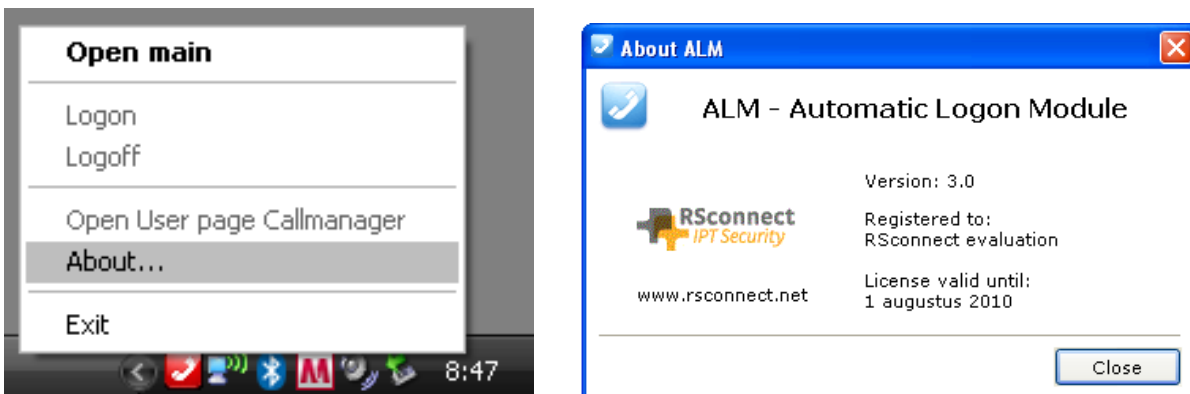 Open main
Logon
Logoff
Open User page Callmanager
About...
Exit
8:47
About ALM
ALM - Automatic Logon Module
Version: 3.0
RSconnect
IPT Security
Registered to:
RSconnect evaluation
www.rsconnect.net
License valid until:
1 augustus 2010
Close